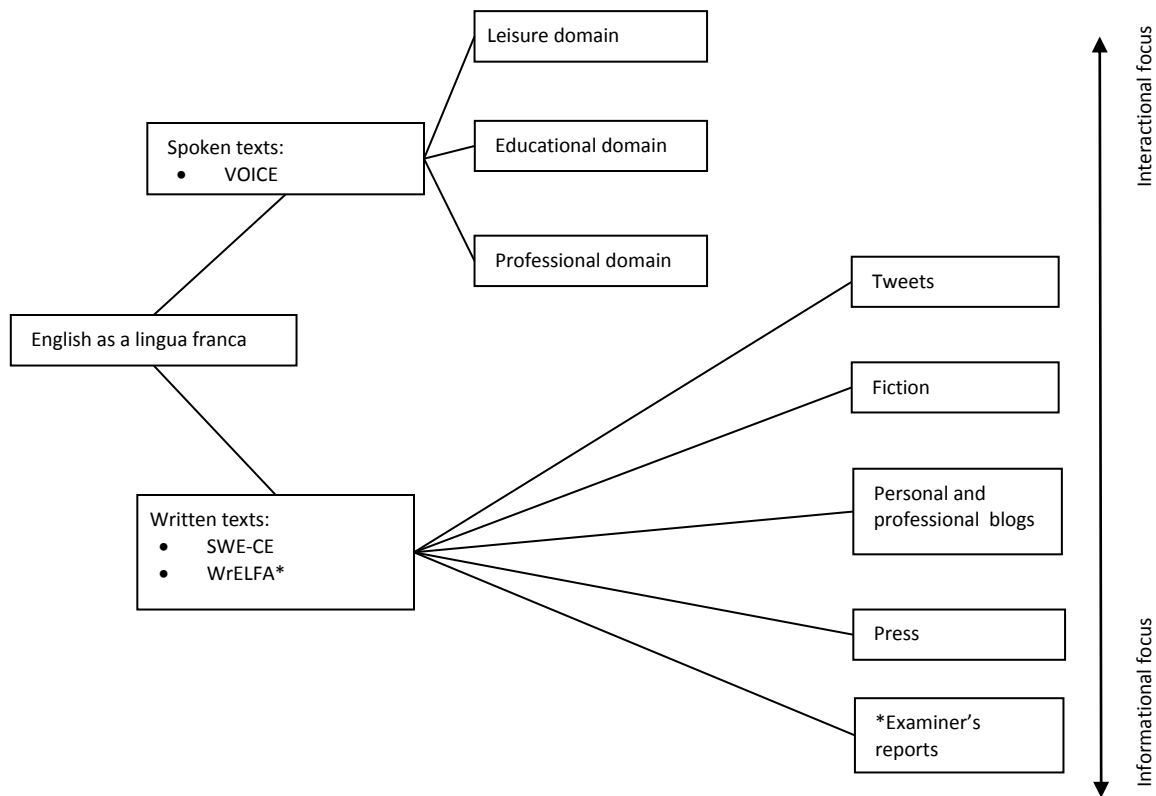 Leisure domain
Interactional focus
Spoken texts:
• VOICE
Educational domain
Professional domain
Tweets
English as a lingua franca
Fiction
Personal and
professional blogs
Written texts:
• SWE-CE
• WrELFA*
Press
*Examiner’s
reports
Informational focus